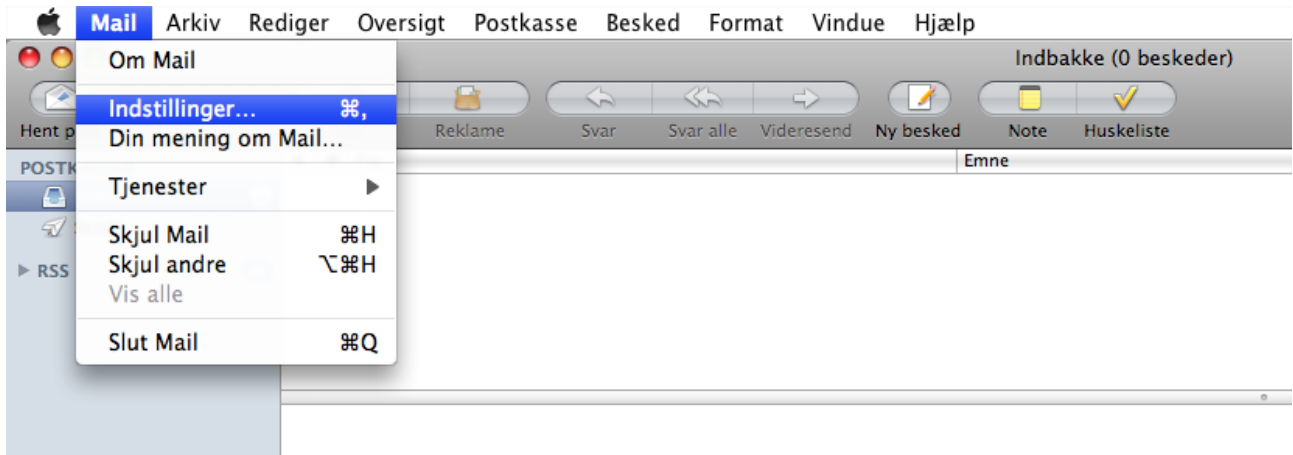 Mail Arkiv Rediger Oversigt Postkasse Besked Format Vindue Hjælp
Om Mail
Indstillinger... ⌘,
Din mening om Mail...
Tjenester
Skjul Mail ⌘H
Skjul andre ⌥⌘H
Vis alle
Slut Mail ⌘Q
Indbakke (0 beskeder)
Hent p
Reklame Svar Svar alle Videresend Ny besked Note Huskeliste
POSTK
Emne
RSS